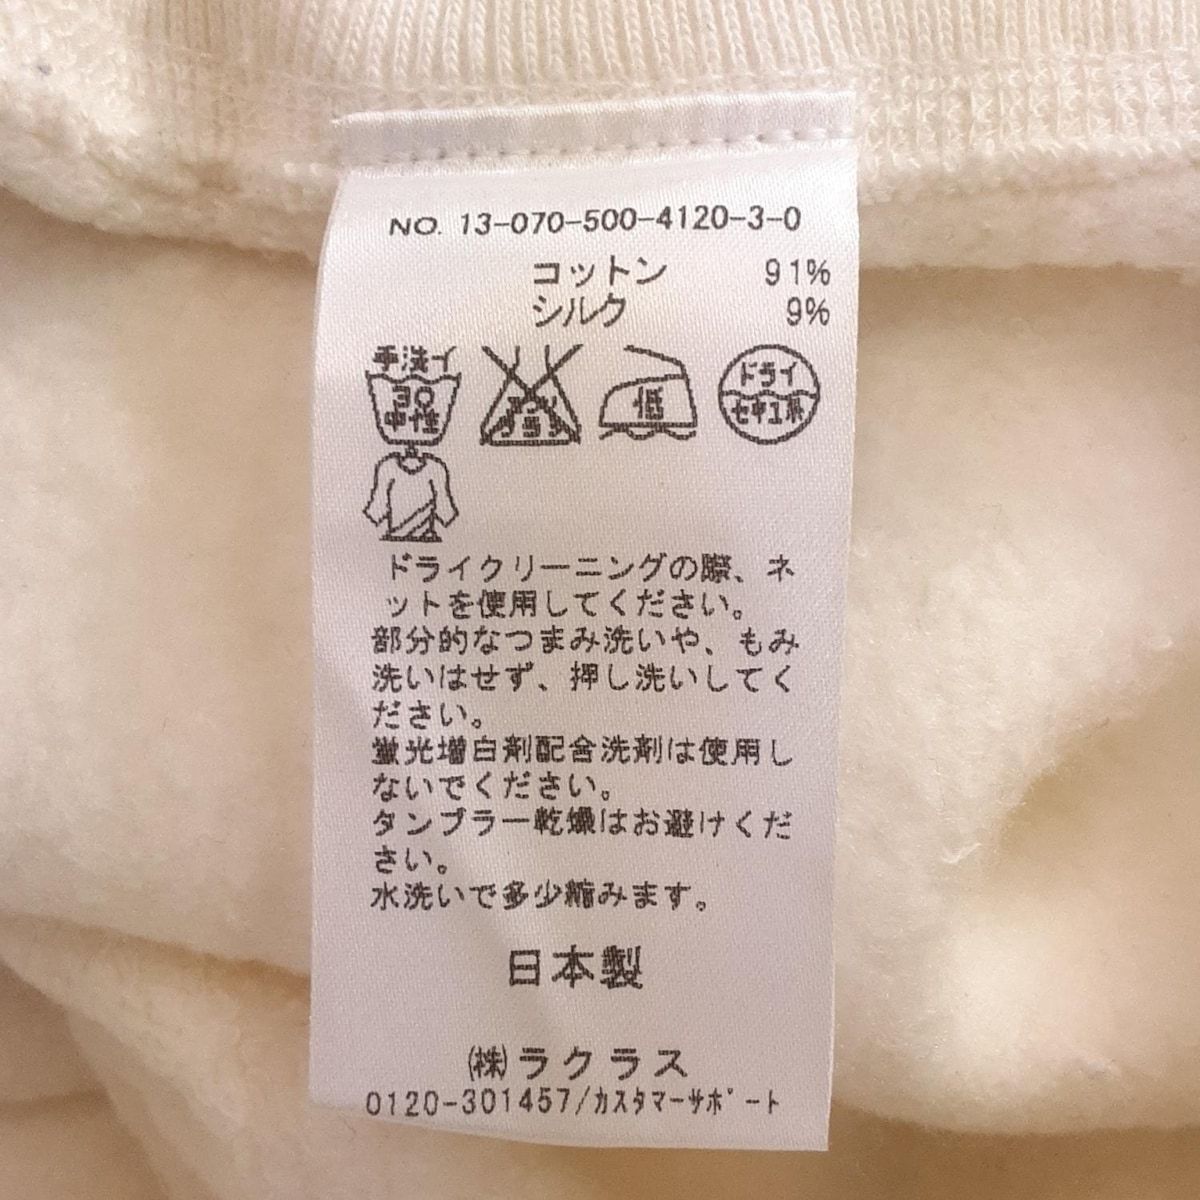 NO. 13-070-500-4120-3-0
コットン 91%
シルク 9%
手洗イ
30
中性
エンソ
サラシ
低
ドライ
セキユ系
ドライクリーニングの際、ネ
ットを使用してください。
部分的なつまみ洗いや、もみ
洗いはせず、押し洗いしてく
ださい。
蛍光増白剤配合洗剤は使用し
ないでください。
タンブラー乾燥はお避けくだ
さい。
水洗いで多少縮みます。
日本製
㈱ラクラス
0120-301457/カスタマーサポート